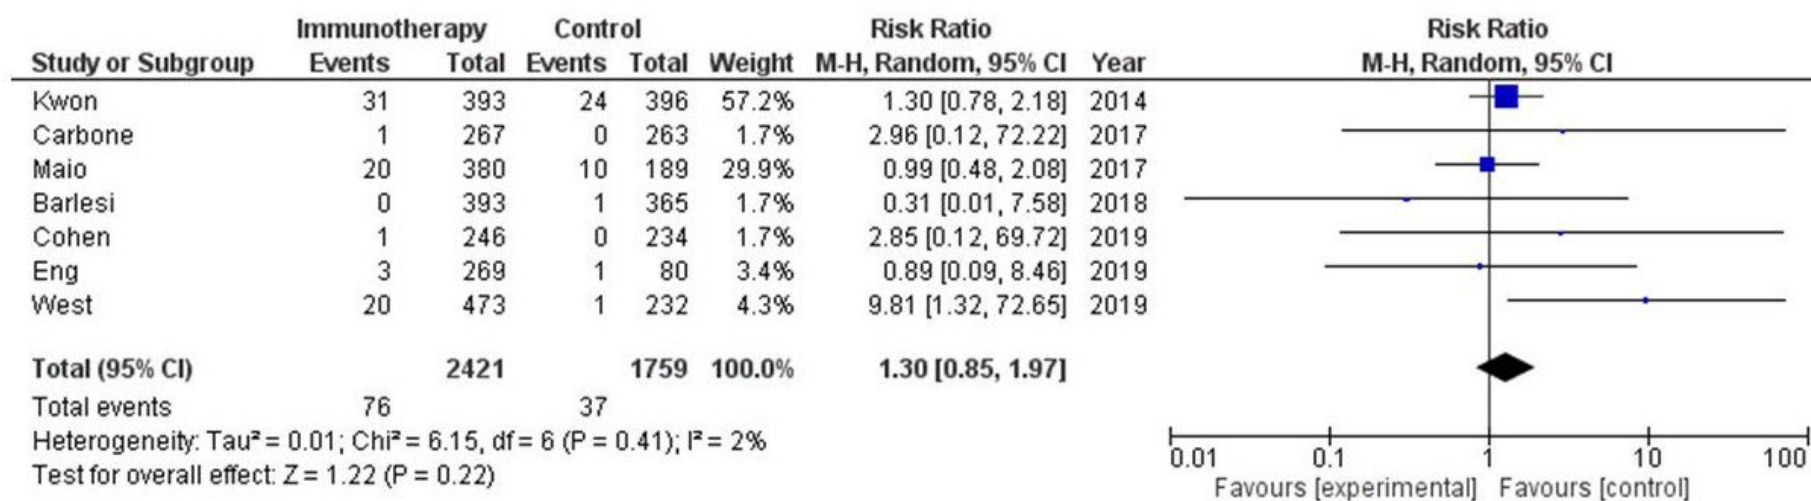 Immunotherapy Control Risk Ratio Risk Ratio
Study or Subgroup Events Total Events Total Weight M-H, Random, 95% CI Year M-H, Random, 95% CI
Kwon 31 393 24 396 57.2% 1.30 [0.78, 2.18] 2014
Carbone 1 267 0 263 1.7% 2.96 [0.12, 72.22] 2017
Maio 20 380 10 189 29.9% 0.99 [0.48, 2.08] 2017
Barlesi 0 393 1 365 1.7% 0.31 [0.01, 7.58] 2018
Cohen 1 246 0 234 1.7% 2.85 [0.12, 69.72] 2019
Eng 3 269 1 80 3.4% 0.89 [0.09, 8.46] 2019
West 20 473 1 232 4.3% 9.81 [1.32, 72.65] 2019
Total (95% CI) 2421 1759 100.0% 1.30 [0.85, 1.97]
Total events 76 37
Heterogeneity: Tau² = 0.01; Chi² = 6.15, df = 6 (P = 0.41); I² = 2%
Test for overall effect: Z = 1.22 (P = 0.22)
0.01 0.1 1 10 100
Favours [experimental] Favours [control]